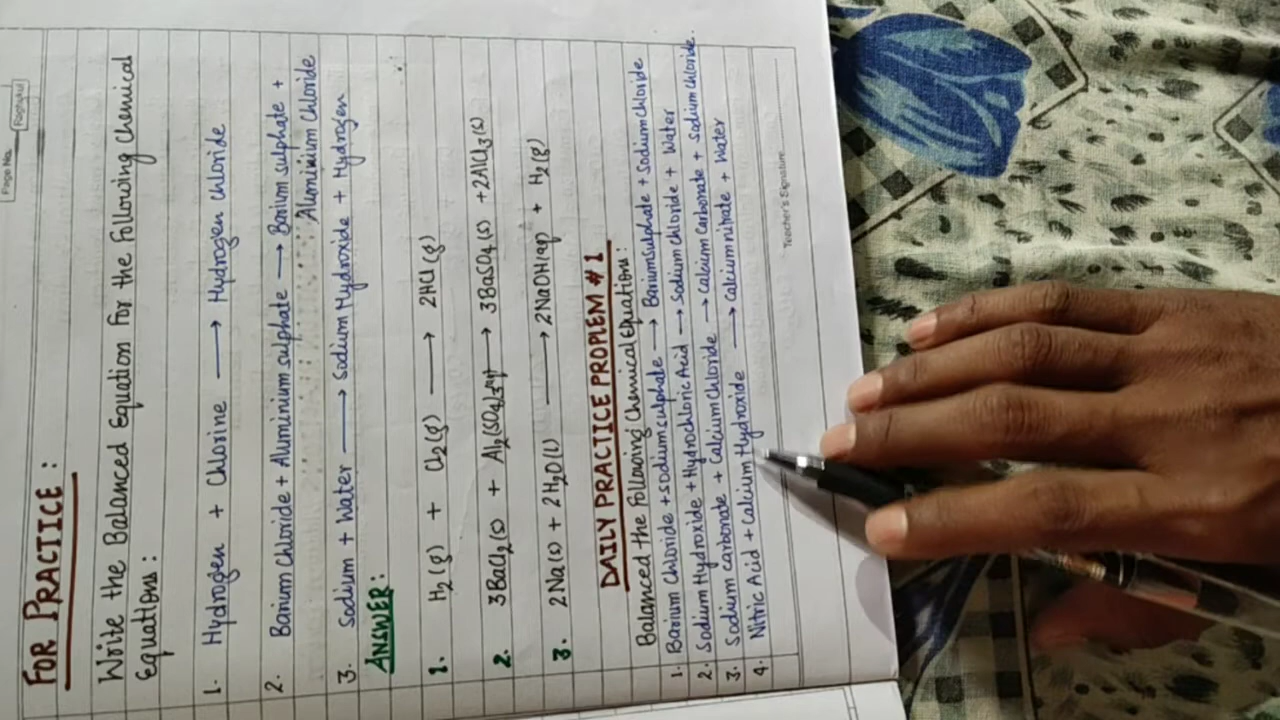 Page No.
FOR PRACTICE :
Write the Balanced Equation For the Following Chemical
Equations :
1. Hydrogen + Chlorine → Hydrogen Chloride
2. Barium Chloride + Aluminium sulphate → Barium sulphate +
Aluminium Chloride
3. Sodium + Water → Sodium Hydroxide + Hydrogen
ANSWER :
1. H2(g) + Cl2(g) → 2HCl(g)
2. 3BaCl2(s) + Al2(SO4)3(aq) → 3BaSO4(s) + 2AlCl3(s)
3. 2Na(s) + 2H2O(l) → 2NaOH(aq) + H2(g)
DAILY PRACTICE PROPLEM # 1
Balanced the Following Chemical Equations :
1. Barium Chloride + sodium sulphate → Barium sulphate + sodium chloride
2. Sodium Hydroxide + Hydrochloric Acid → Sodium chloride + Water
3. Sodium carbonate + Calcium Chloride → calcium carbonate + sodium chloride.
4. Nitric Acid + Calcium Hydroxide → calcium nitrate + Water
Teacher's Signature